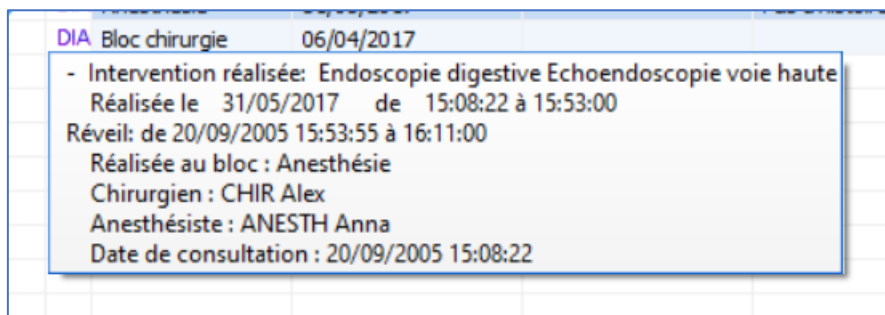 DIA Bloc chirurgie 06/04/2017
- Intervention réalisée: Endoscopie digestive Echoendoscopie voie haute
Réalisée le 31/05/2017 de 15:08:22 à 15:53:00
Réveil: de 20/09/2005 15:53:55 à 16:11:00
Réalisée au bloc : Anesthésie
Chirurgien : CHIR Alex
Anesthésiste : ANESTH Anna
Date de consultation : 20/09/2005 15:08:22